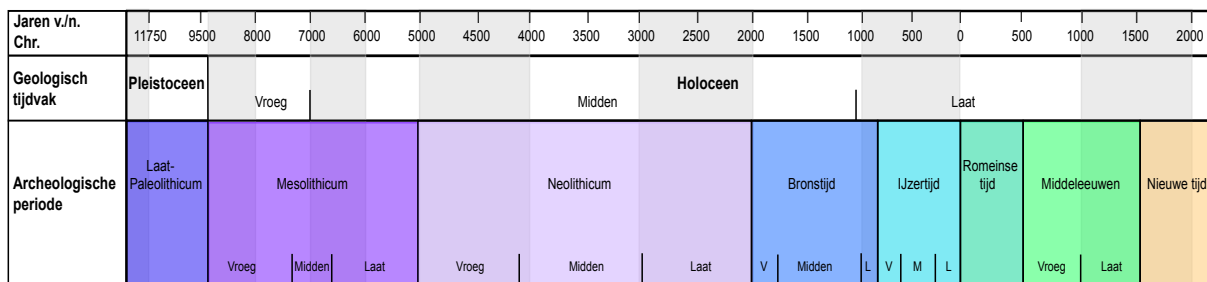 Jaren v./n.
Chr.
11750 9500 8000 7000 6000 5000 4000 3500 3000 2500 2000 1500 1000 500 0 500 1000 1500 2000
Geologisch
tijdvak
Pleistoceen
Holoceen
Vroeg Midden Laat
Archeologische
periode
Laat-
Paleolithicum
Mesolithicum
Neolithicum
Bronstijd
IJzertijd
Romeinse
tijd
Middeleeuwen
Nieuwe tijd
Vroeg Midden Laat Vroeg Midden Laat V Midden L V M L Vroeg Laat